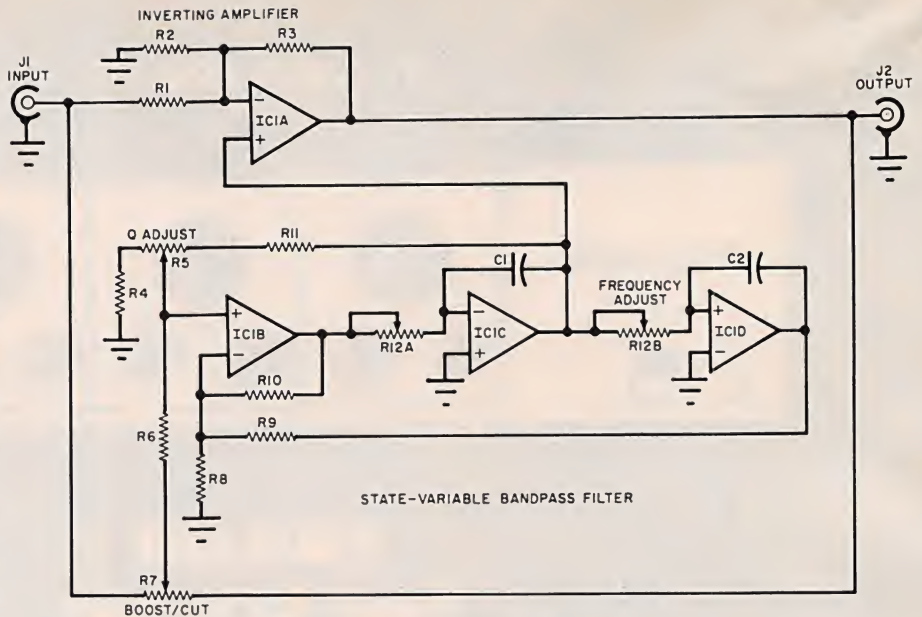 INVERTING AMPLIFIER
R2
R3
J1
INPUT
J2
OUTPUT
R1
−
IC1A
+
Q ADJUST
R11
R5
C1
C2
FREQUENCY
ADJUST
R4
+
IC1B
−
R12A
−
IC1C
+
R12B
+
IC1D
−
R10
R6
R9
R8
STATE-VARIABLE BANDPASS FILTER
R7
BOOST/CUT